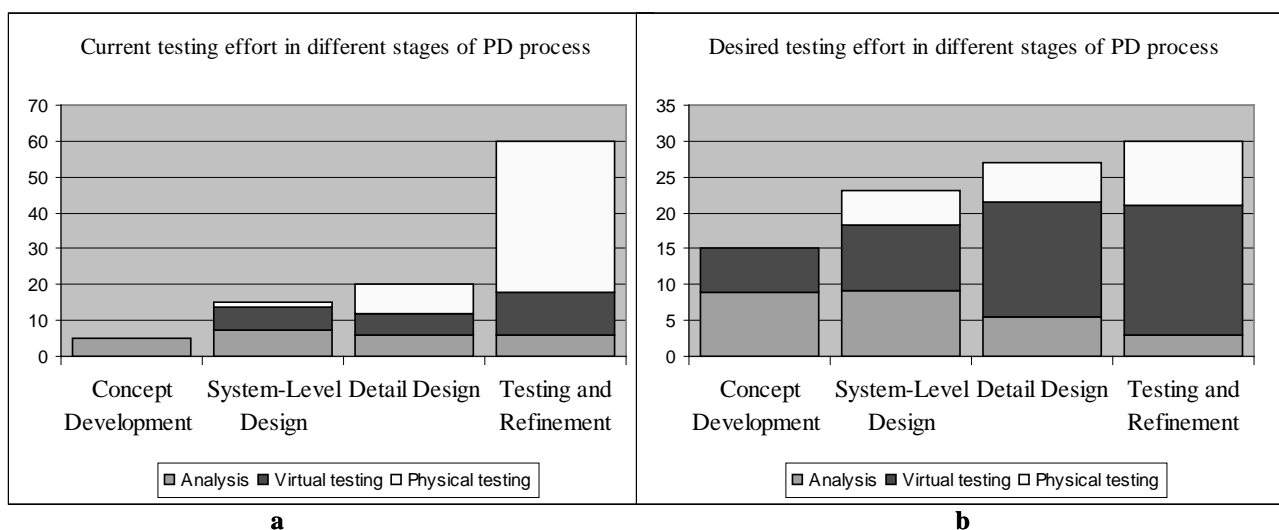 Current testing effort in different stages of PD process
70
60
50
40
30
20
10
0
Concept Development
System-Level Design
Detail Design
Testing and Refinement
Analysis Virtual testing Physical testing
a
Desired testing effort in different stages of PD process
35
30
25
20
15
10
5
0
Concept Development
System-Level Design
Detail Design
Testing and Refinement
Analysis Virtual testing Physical testing
b